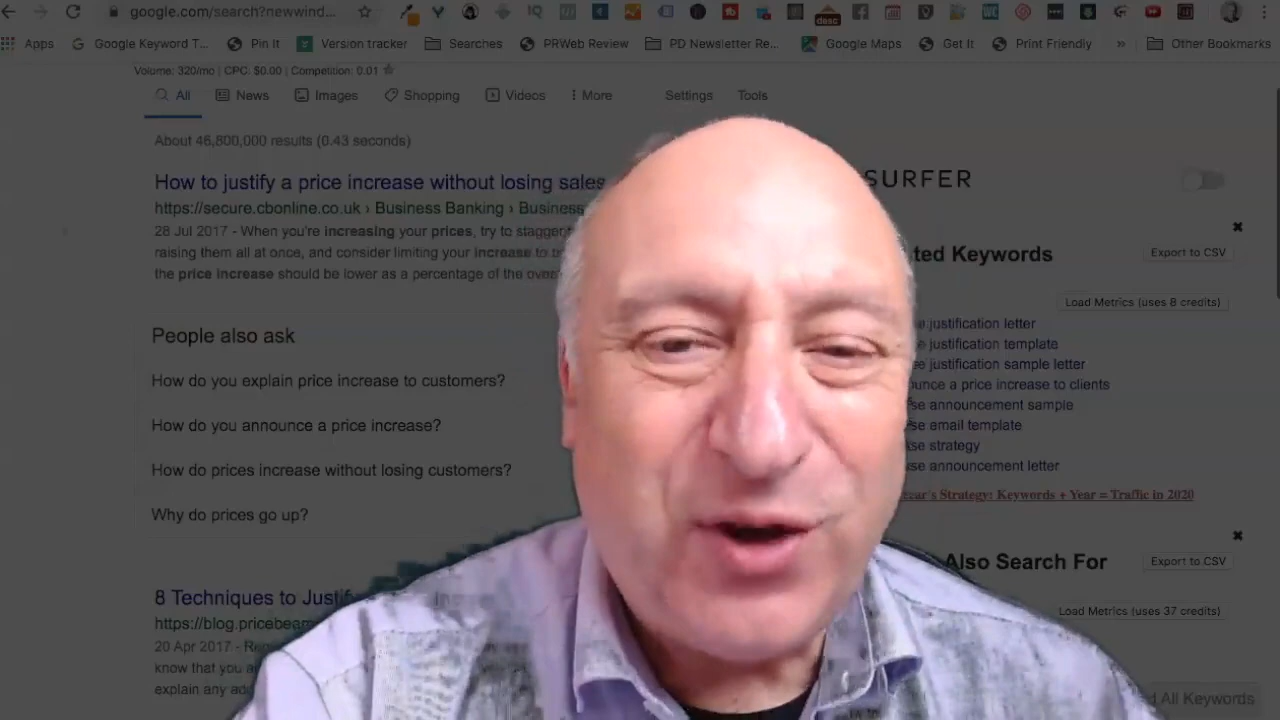 google.com/search?newwind...
desc
Apps
Google Keyword T...
Pin It
Version tracker
Searches
PRWeb Review
PD Newsletter Re...
Google Maps
Get It
Print Friendly
»
Other Bookmarks
Volume: 320/mo | CPC: $0.00 | Competition: 0.01
All
News
Images
Shopping
Videos
More
Settings
Tools
About 46,800,000 results (0.43 seconds)
How to justify a price increase without losing sales
https://secure.cbonline.co.uk › Business Banking › Business
28 Jul 2017 - When you're increasing your prices, try to stagger
raising them all at once, and consider limiting your increase to
the price increase should be lower as a percentage of the
People also ask
How do you explain price increase to customers?
How do you announce a price increase?
How do prices increase without losing customers?
Why do prices go up?
8 Techniques to
https://blog.pricebeam
20 Apr 2017 -
know that you
explain any
SURFER
Keywords
Export to CSV
Load Metrics (uses 8 credits)
justification letter
justification template
justification sample letter
a price increase to clients
announcement sample
email template
strategy
announcement letter
Strategy: Keywords + Year = Traffic in 2020
Also Search For
Export to CSV
Load Metrics (uses 37 credits)
All Keywords